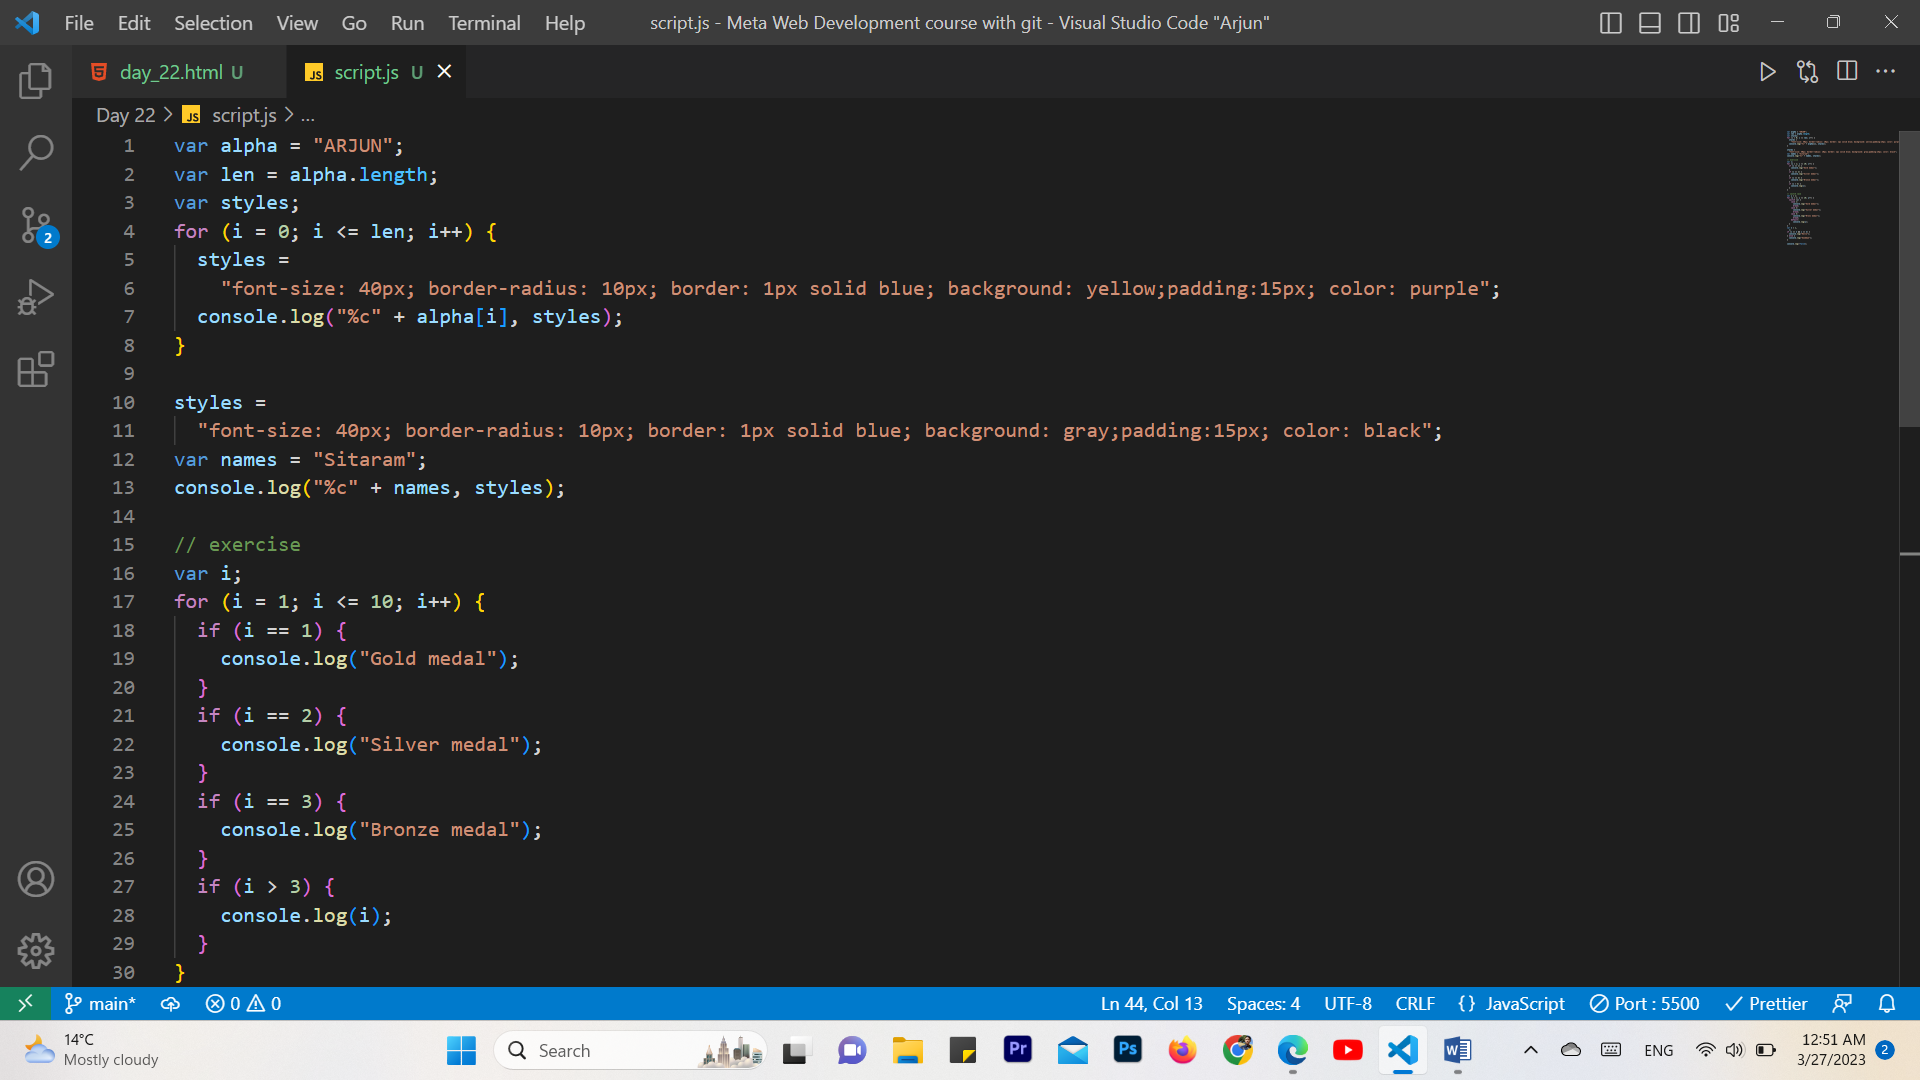 File Edit Selection View Go Run Terminal Help script.js - Meta Web Development course with git - Visual Studio Code "Arjun"
day_22.html U script.js U
Day 22 > JS script.js > ...
1 var alpha = "ARJUN";
2 var len = alpha.length;
3 var styles;
4 for (i = 0; i <= len; i++) {
5 styles =
6 "font-size: 40px; border-radius: 10px; border: 1px solid blue; background: yellow;padding:15px; color: purple";
7 console.log("%c" + alpha[i], styles);
8 }
9
10 styles =
11 "font-size: 40px; border-radius: 10px; border: 1px solid blue; background: gray;padding:15px; color: black";
12 var names = "Sitaram";
13 console.log("%c" + names, styles);
14
15 // exercise
16 var i;
17 for (i = 1; i <= 10; i++) {
18 if (i == 1) {
19 console.log("Gold medal");
20 }
21 if (i == 2) {
22 console.log("Silver medal");
23 }
24 if (i == 3) {
25 console.log("Bronze medal");
26 }
27 if (i > 3) {
28 console.log(i);
29 }
30 }
2
main* 0 0 Ln 44, Col 13 Spaces: 4 UTF-8 CRLF {} JavaScript Port : 5500 Prettier
14°C
Mostly cloudy
Search
Pr
Ps
W
ENG
12:51 AM
3/27/2023
2